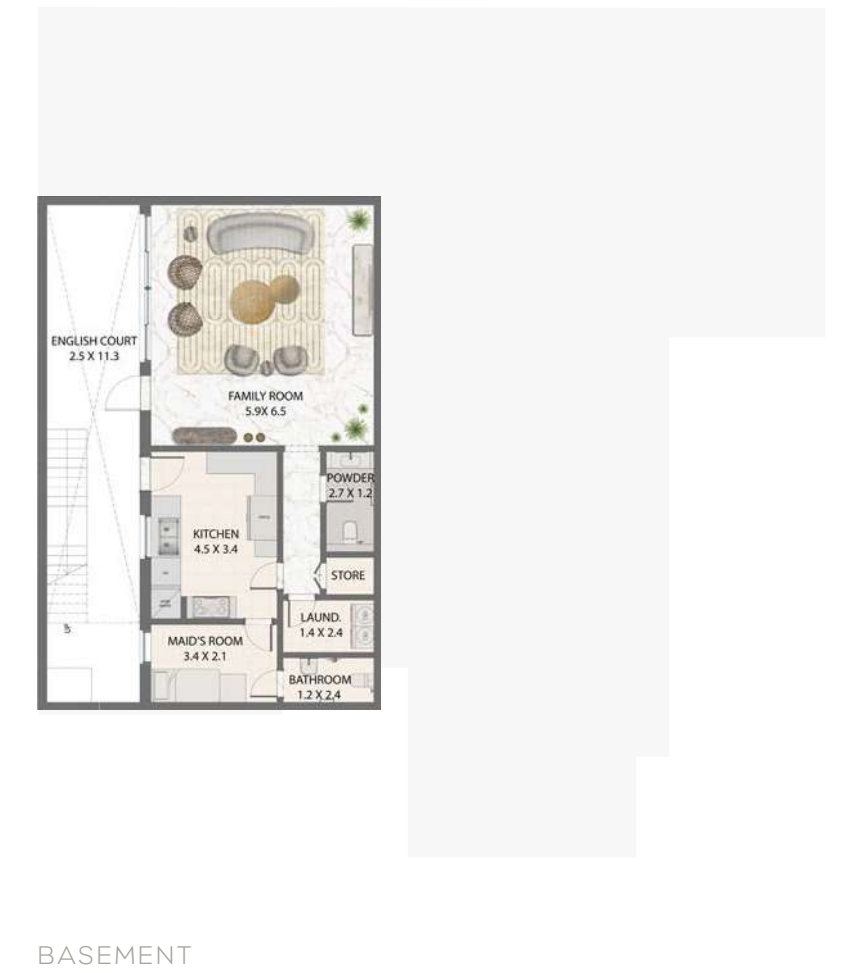 ENGLISH COURT
2.5 X 11.3
FAMILY ROOM
5.9X 6.5
POWDER
2.7 X 1.2
KITCHEN
4.5 X 3.4
STORE
LAUND.
1.4 X 2.4
MAID'S ROOM
3.4 X 2.1
BATHROOM
1.2 X 2.4
BASEMENT